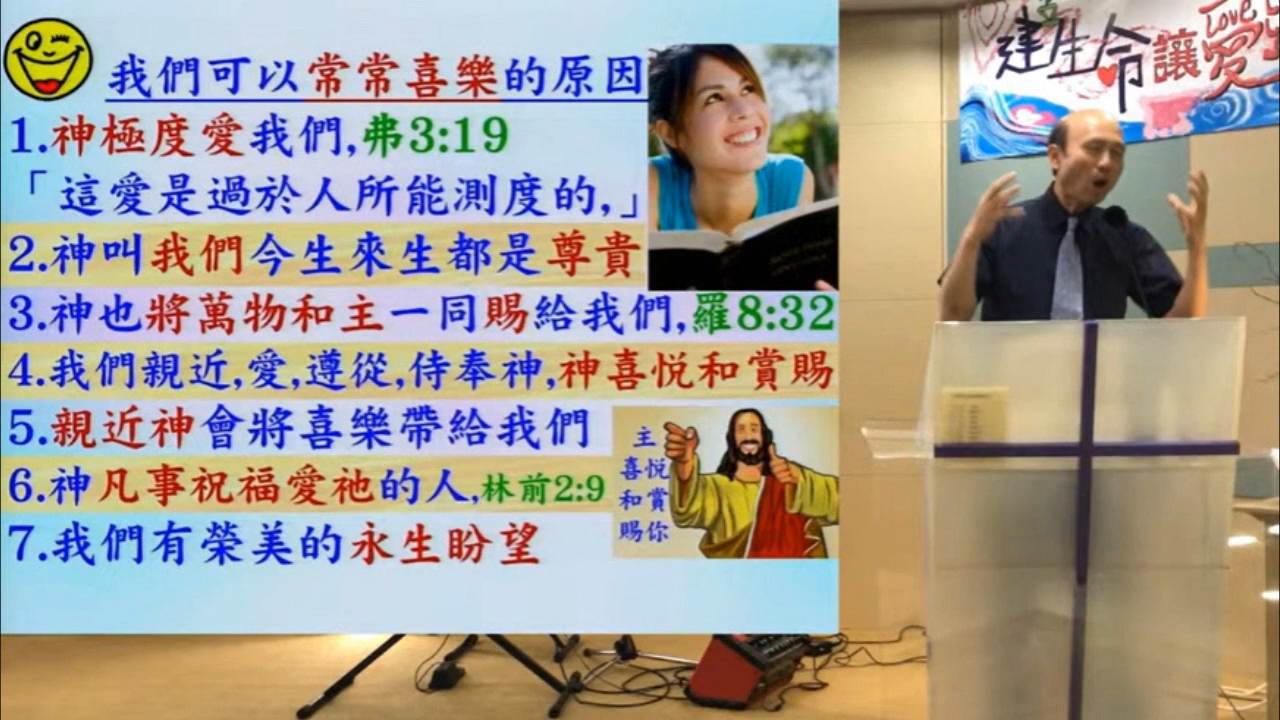 我們可以常常喜樂的原因
1.神極度愛我們,弗3:19
「這愛是過於人所能測度的,」
2.神叫我們今生來生都是尊貴
3.神也將萬物和主一同賜給我們,羅8:32
4.我們親近,愛,遵從,侍奉神,神喜悅和賞賜
5.親近神會將喜樂帶給我們
6.神凡事祝福愛祂的人,林前2:9
7.我們有榮美的永生盼望
主
喜悅
和賞
賜你
建生命讓愛
Love